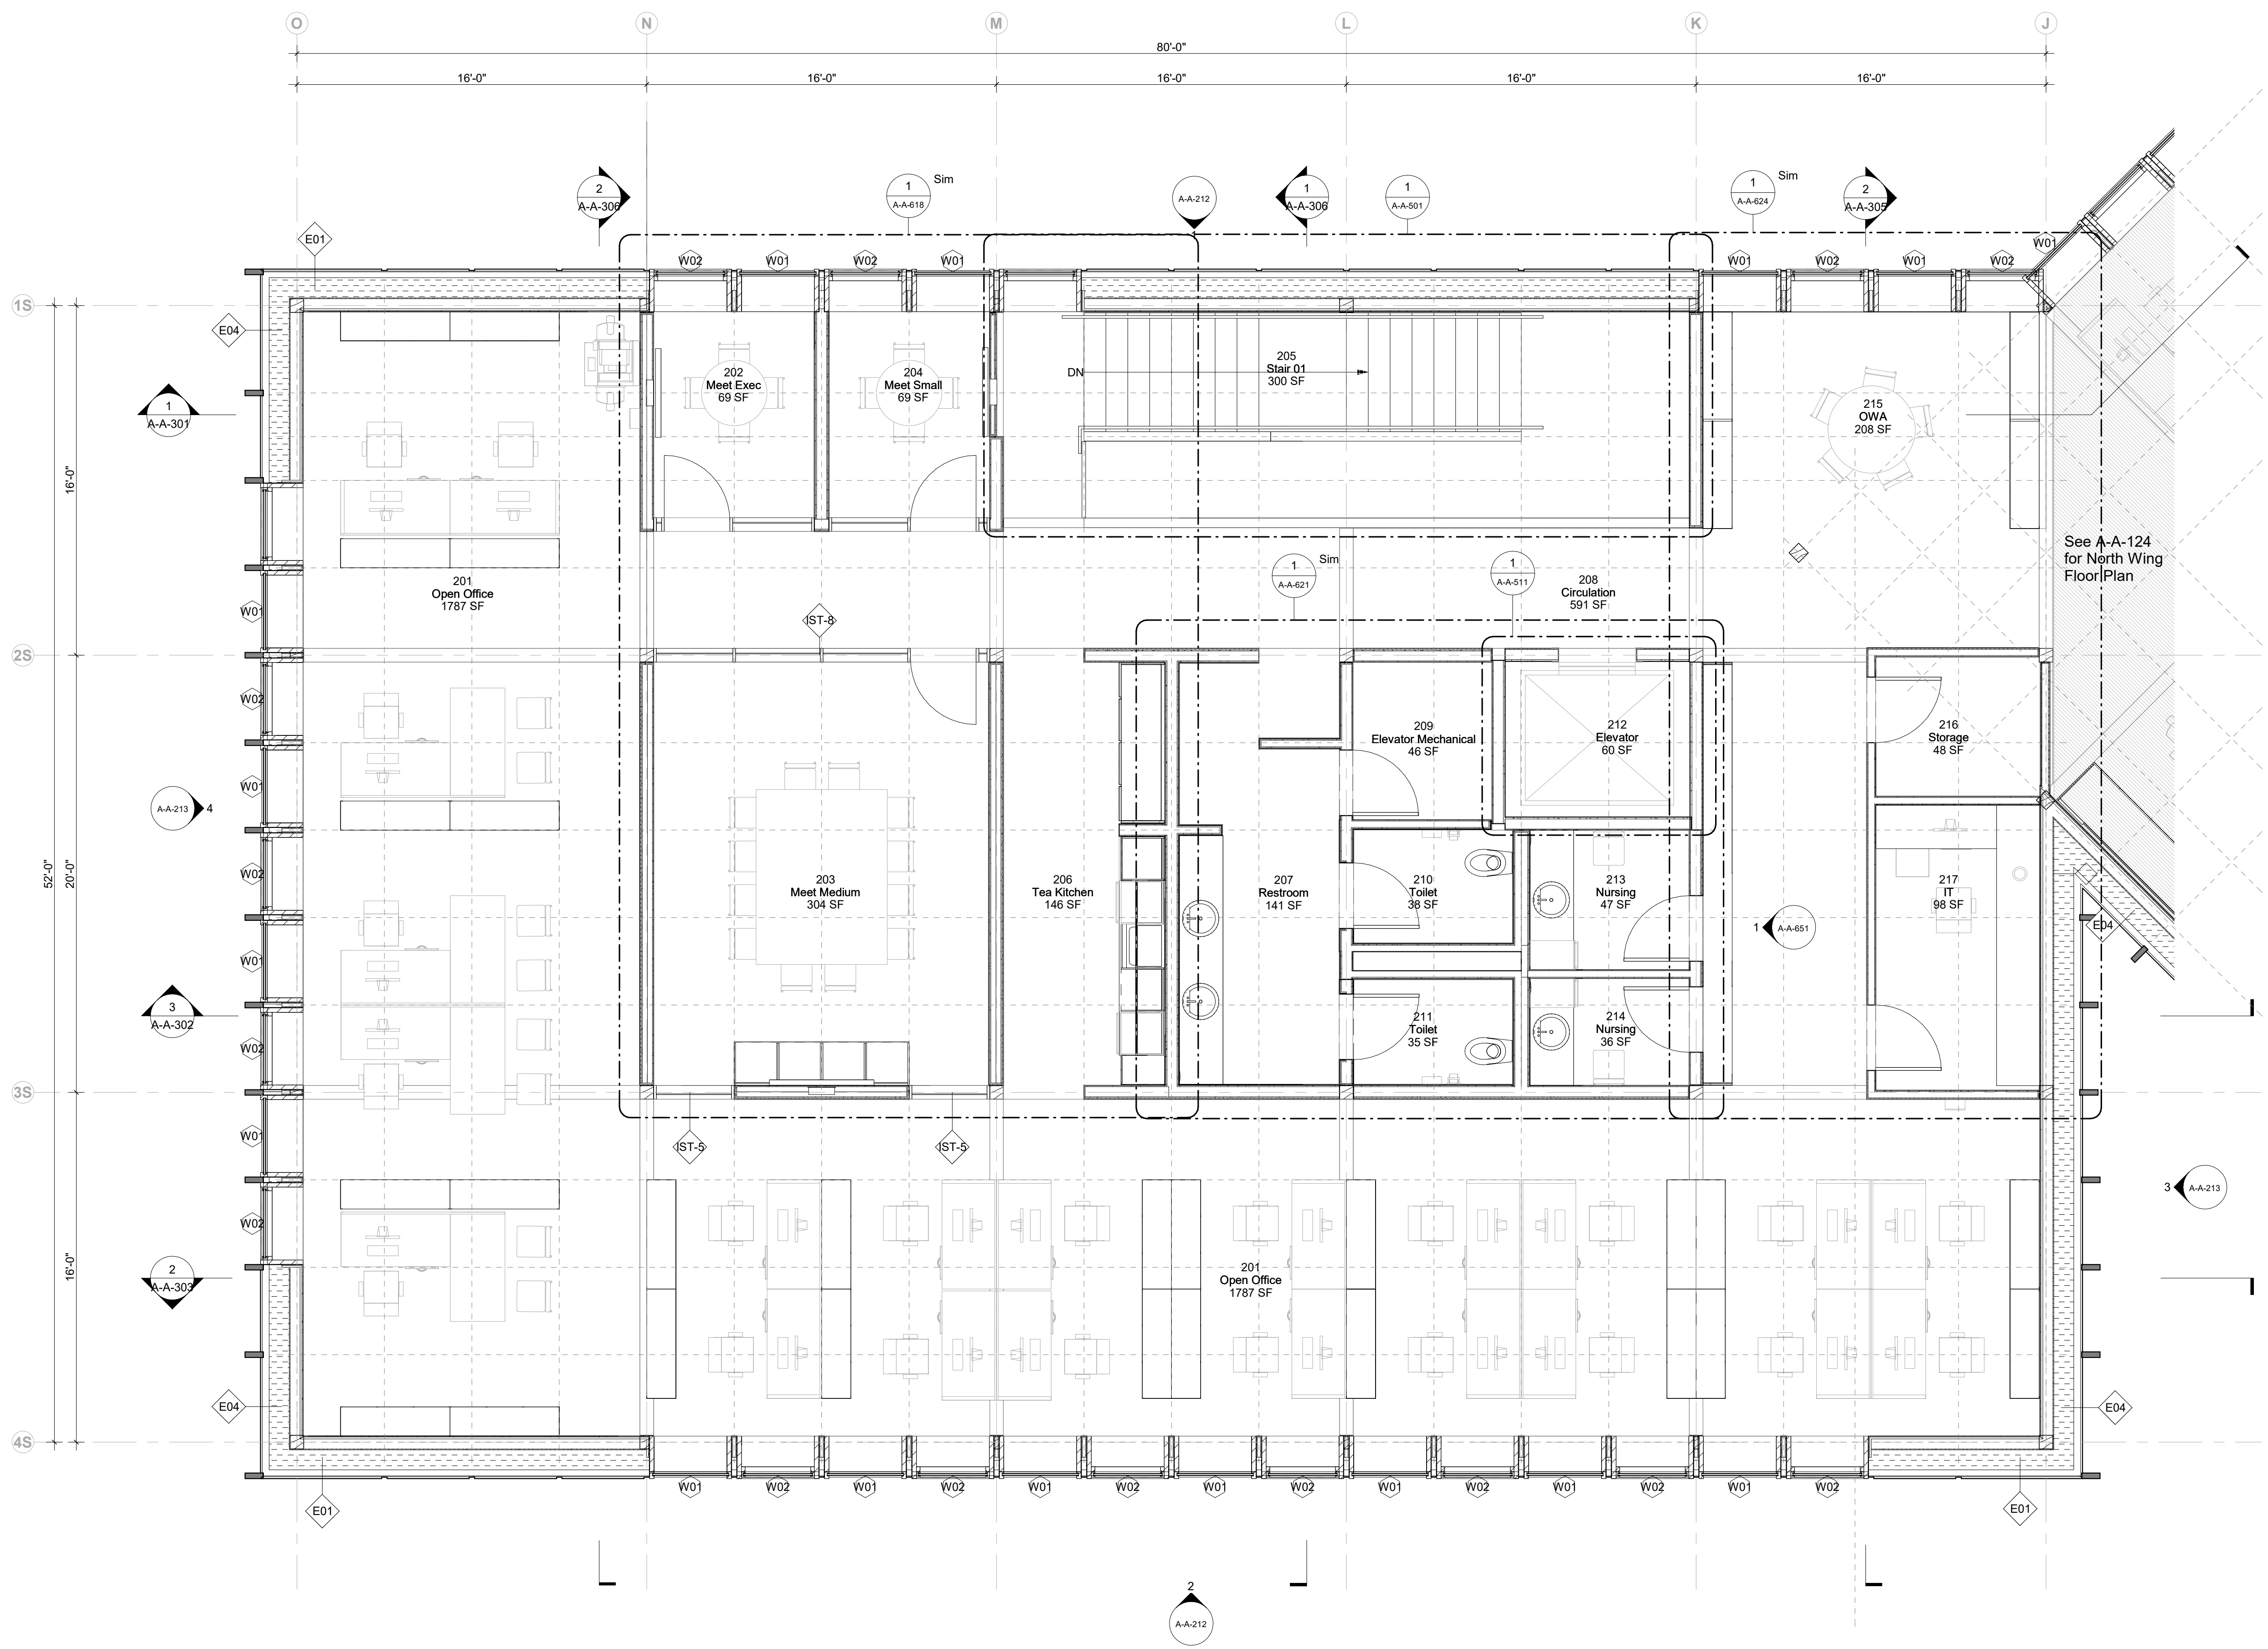 O
N
M
L
K
J
80'-0"
16'-0"
16'-0"
16'-0"
16'-0"
16'-0"
2
A-A-306
1
A-A-618
Sim
A-A-212
1
1
A-A-306
1
A-A-501
1
A-A-624
Sim
2
A-A-305
E01
W01
W02
W01
W02
W01
W01
W02
W01
W02
1S
E04
202
Meet Exec
69 SF
204
Meet Small
69 SF
205
Stair 01
300 SF
DN
215
OWA
208 SF
1
A-A-301
16'-0"
See A-A-124
for North Wing
Floor Plan
201
Open Office
1787 SF
1
A-A-621
Sim
1
A-A-511
208
Circulation
591 SF
W01
IST-8
2S
W02
209
Elevator Mechanical
46 SF
212
Elevator
60 SF
216
Storage
48 SF
W01
A-A-213
4
52'-0"
20'-0"
W02
203
Meet Medium
304 SF
206
Tea Kitchen
146 SF
207
Restroom
141 SF
210
Toilet
38 SF
213
Nursing
47 SF
217
IT
98 SF
1
A-A-651
E04
W01
3
A-A-302
W02
211
Toilet
35 SF
214
Nursing
36 SF
3S
W01
IST-5
IST-5
3
A-A-213
W02
16'-0"
2
A-A-303
201
Open Office
1787 SF
E04
E04
4S
W01
W02
W01
W02
W01
W02
W01
W02
W01
W02
W01
W02
W01
W02
E01
E01
2
A-A-212